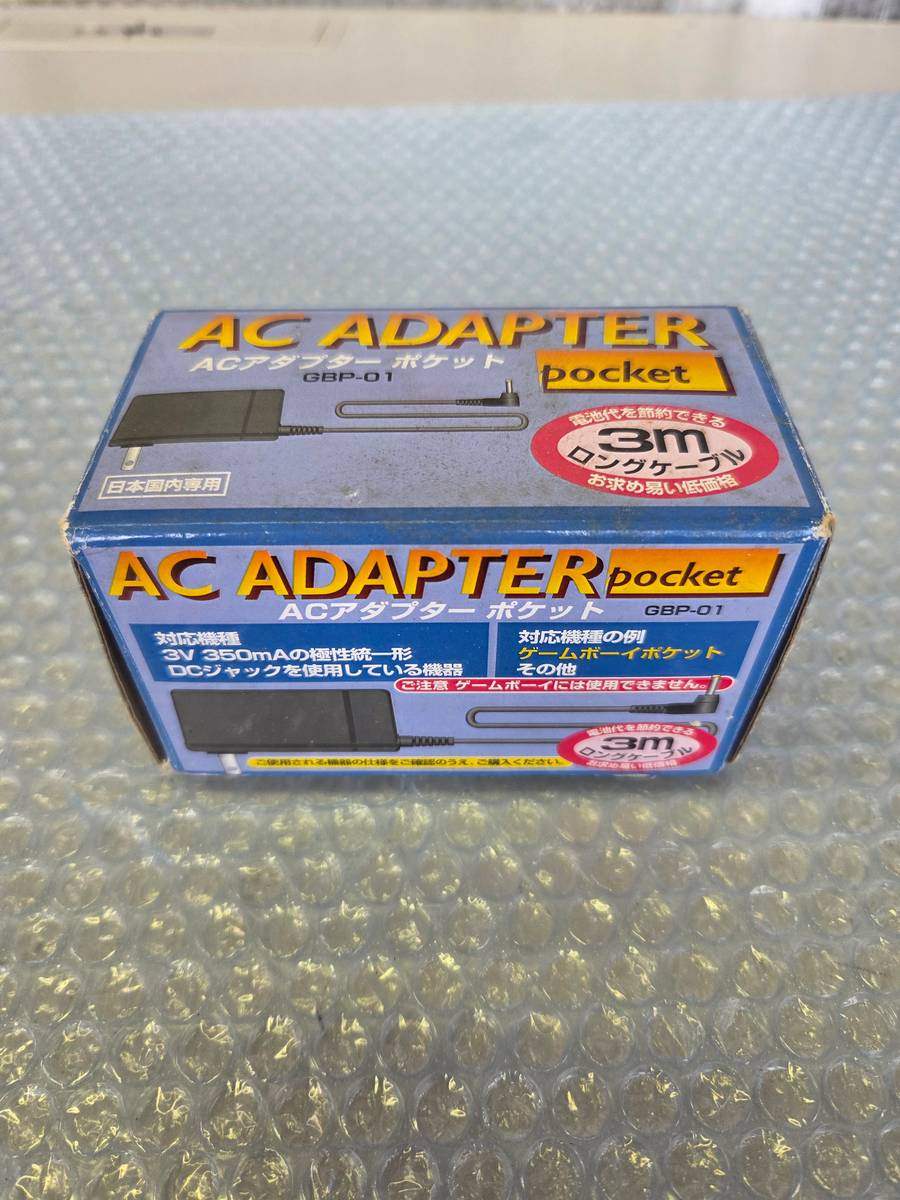 AC ADAPTER
ACアダプター ポケット
pocket
GBP-01
電池代を節約できる
3m
ロングケーブル
お求め易い低価格
日本国内専用
AC ADAPTER pocket
ACアダプター ポケット GBP-01
対応機種
3V 350mAの極性統一形
DCジャックを使用している機器
対応機種の例
ゲームボーイポケット
その他
ご注意 ゲームボーイには使用できません。
電池代を節約できる
3m
ロングケーブル
お求め易い低価格
ご使用される機器の仕様をご確認のうえ、ご購入ください。